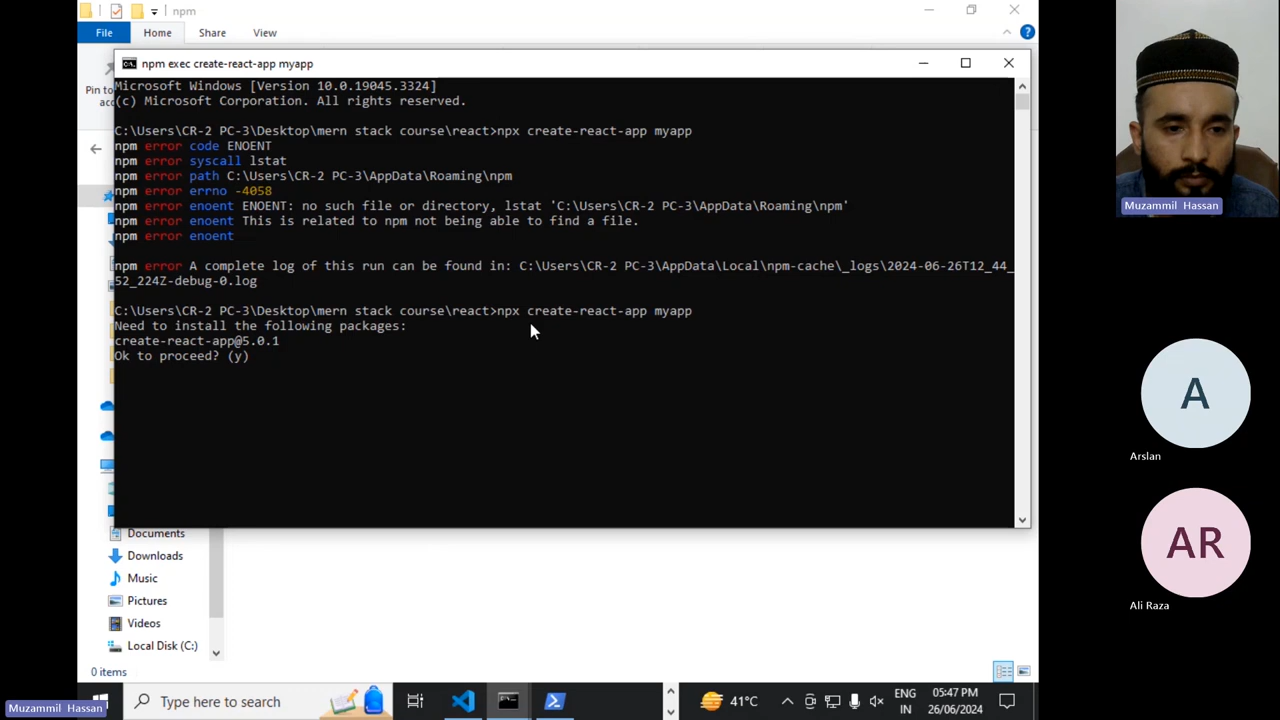 npm
File
Home
Share
View
Pin to
acc
npm exec create-react-app myapp
Microsoft Windows [Version 10.0.19045.3324]
(c) Microsoft Corporation. All rights reserved.
C:\Users\CR-2 PC-3\Desktop\mern stack course\react>npx create-react-app myapp
npm error code ENOENT
npm error syscall lstat
npm error path C:\Users\CR-2 PC-3\AppData\Roaming\npm
npm error errno -4058
npm error enoent ENOENT: no such file or directory, lstat 'C:\Users\CR-2 PC-3\AppData\Roaming\npm'
npm error enoent This is related to npm not being able to find a file.
npm error enoent
npm error A complete log of this run can be found in: C:\Users\CR-2 PC-3\AppData\Local\npm-cache\_logs\2024-06-26T12_44_
52_224Z-debug-0.log
C:\Users\CR-2 PC-3\Desktop\mern stack course\react>npx create-react-app myapp
Need to install the following packages:
create-react-app@5.0.1
Ok to proceed? (y)
Documents
Downloads
Music
Pictures
Videos
Local Disk (C:)
0 items
Type here to search
41°C
ENG
IN
05:47 PM
26/06/2024
Muzammil Hassan
Muzammil Hassan
A
Arslan
AR
Ali Raza